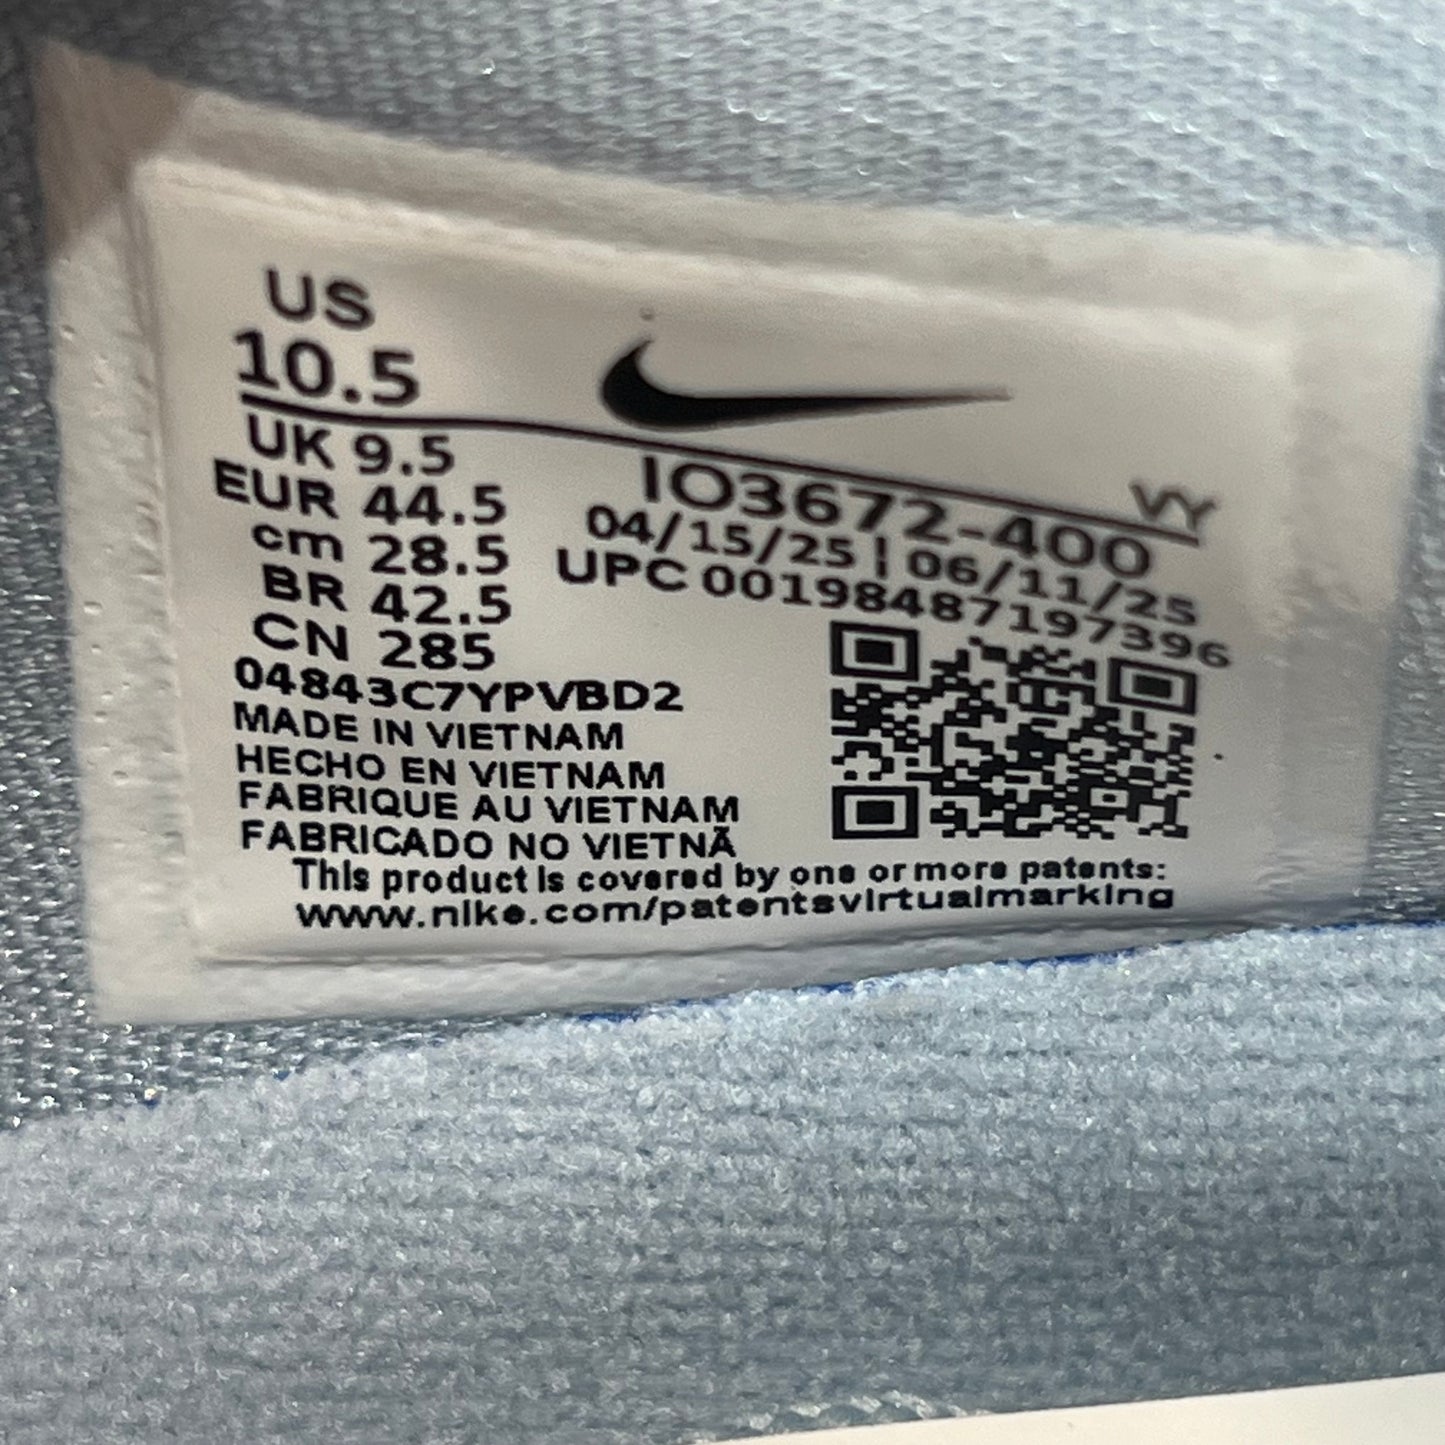 US
10.5
UK 9.5
EUR 44.5
cm 28.5
BR 42.5
CN 285
VY
IO3672-400
04/15/25 | 06/11/25
UPC 00198487197396
04843C7YPVBD2
MADE IN VIETNAM
HECHO EN VIETNAM
FABRIQUE AU VIETNAM
FABRICADO NO VIETNÃ
This product is covered by one or more patents:
www.nike.com/patentsvirtualmarking